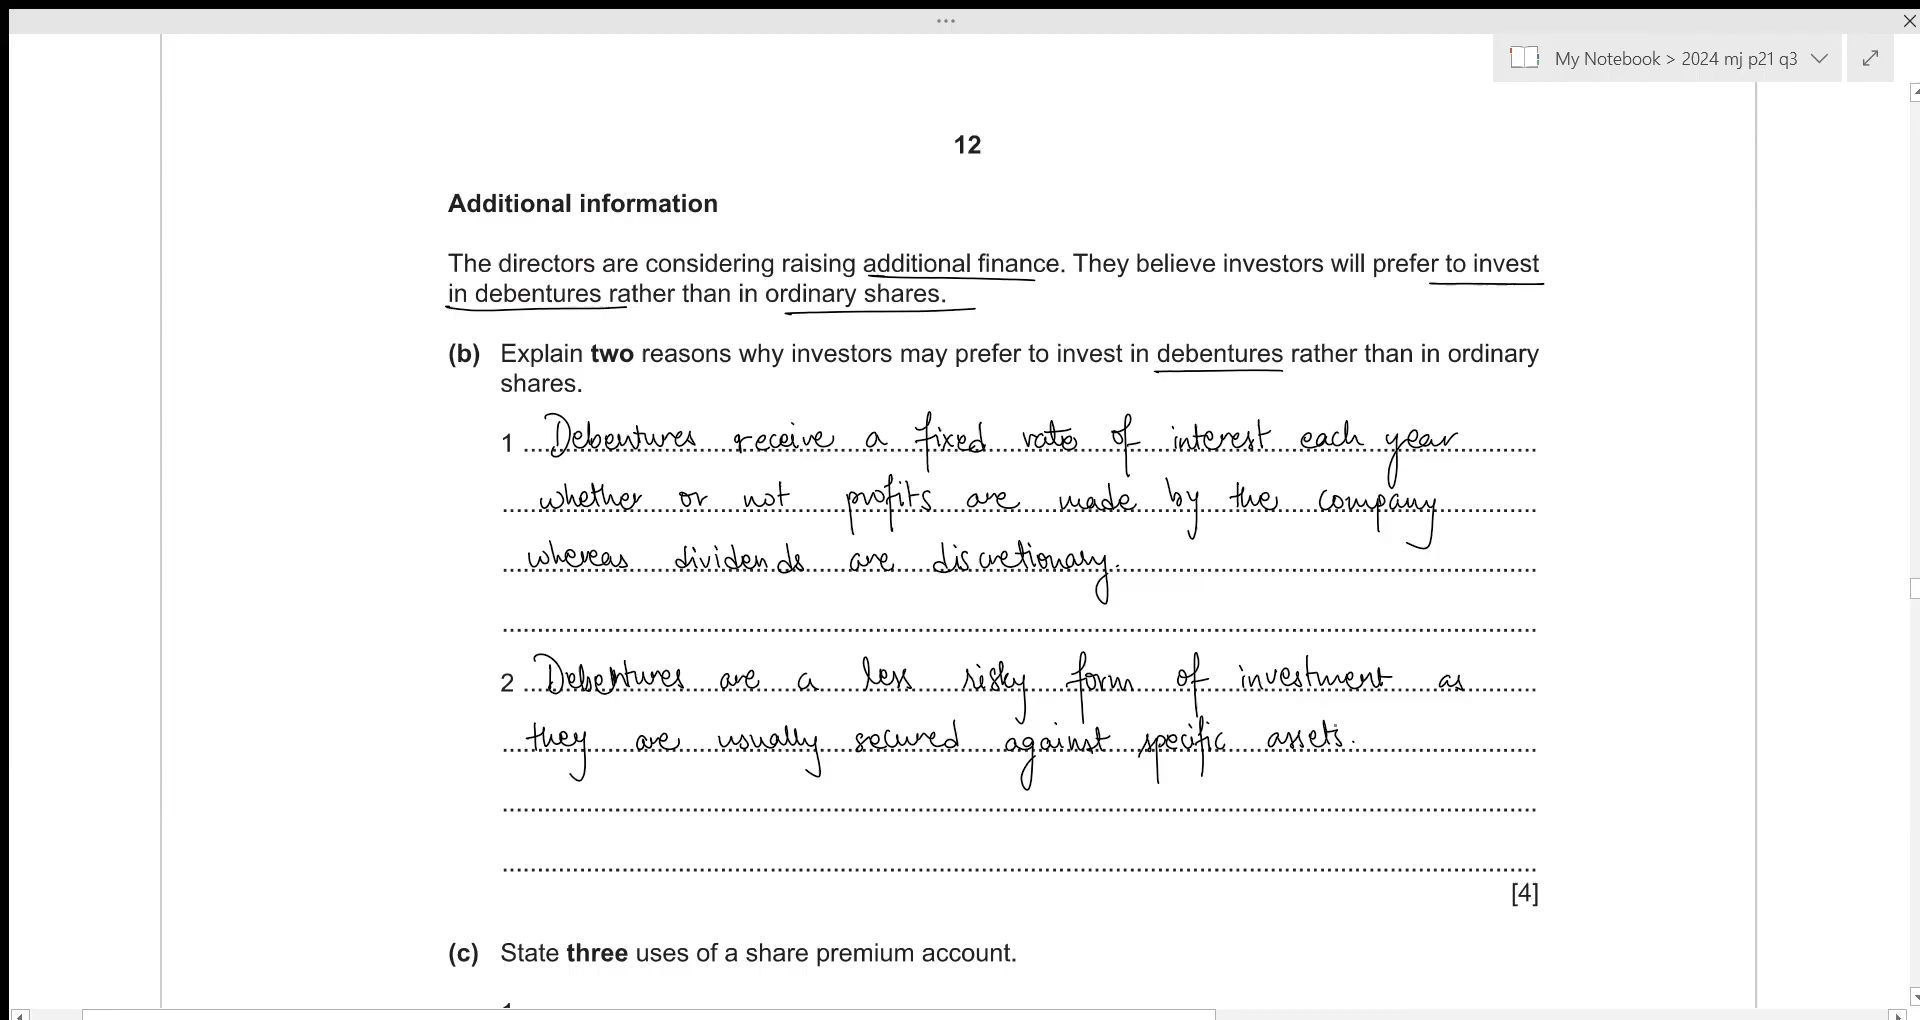 My Notebook > 2024 mj p21 q3
12
Additional information
The directors are considering raising additional finance. They believe investors will prefer to invest
in debentures rather than in ordinary shares.
(b) Explain two reasons why investors may prefer to invest in debentures rather than in ordinary
shares.
1 Debentures receive a fixed rate of interest each year
whether or not profits are made by the company
whereas dividends are discretionary.
2 Debentures are a less risky form of investment as
they are usually secured against specific assets.
[4]
(c) State three uses of a share premium account.